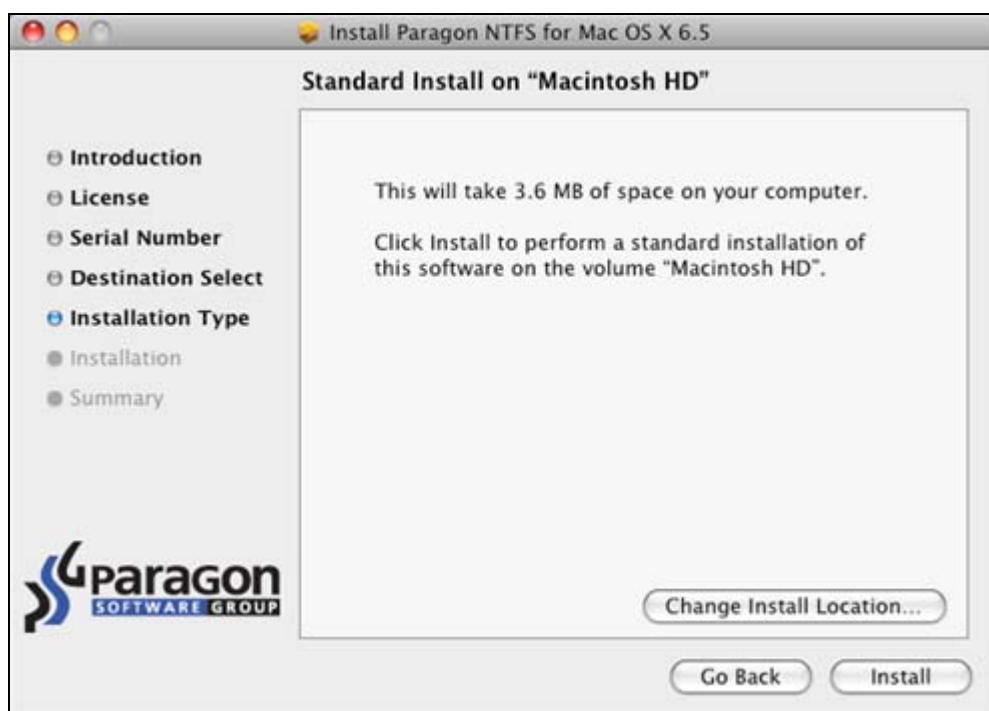 Install Paragon NTFS for Mac OS X 6.5
Standard Install on “Macintosh HD”
Introduction
License
Serial Number
Destination Select
Installation Type
Installation
Summary
This will take 3.6 MB of space on your computer.
Click Install to perform a standard installation of
this software on the volume “Macintosh HD”.
paragon
SOFTWARE GROUP
Change Install Location...
Go Back
Install